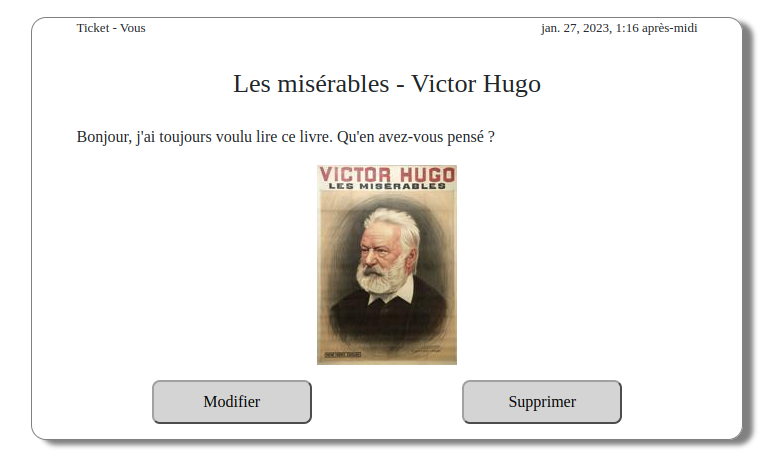 Ticket - Vous
jan. 27, 2023, 1:16 après-midi
Les misérables - Victor Hugo
Bonjour, j'ai toujours voulu lire ce livre. Qu'en avez-vous pensé ?
VICTOR HUGO
LES MISÉRABLES
Modifier
Supprimer